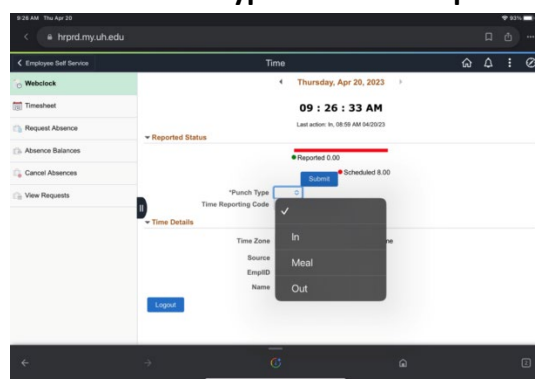 9:26 AM Thu Apr 20
93%
hrprd.my.uh.edu
Employee Self Service
Time
Webclock
Timesheet
Request Absence
Absence Balances
Cancel Absences
View Requests
Thursday, Apr 20, 2023
09 : 26 : 33 AM
Last action: In, 08:59 AM 04/20/23
Reported Status
Reported 0.00
Scheduled 8.00
Submit
*Punch Type
Time Reporting Code
In
Meal
Out
Time Details
Time Zone
Source
EmplID
Name
Logout